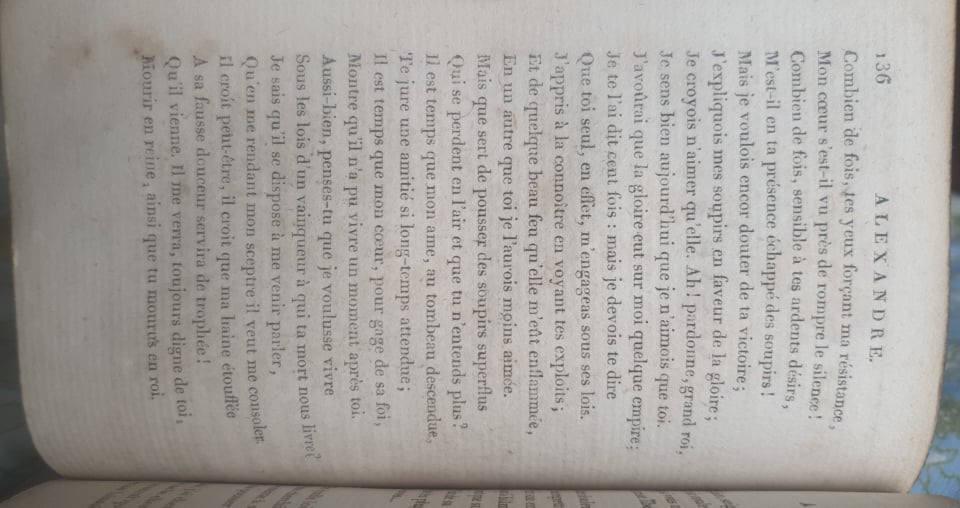 136 ALEXANDRE.
Combien de fois, tes yeux forçant ma résistance,
Mon cœur s'est-il vu près de rompre le silence!
Combien de fois, sensible à tes ardents désirs,
M'est-il en ta présence échappé des soupirs!
Mais je voulois encor douter de ta victoire;
J'expliquois mes soupirs en faveur de la gloire;
Je croyois n'aimer qu'elle. Ah! pardonne, grand roi,
Je sens bien aujourd'hui que je n'aimois que toi.
J'avoûrai que la gloire eut sur moi quelque empire;
Je te l'ai dit cent fois: mais je devois te dire
Que toi seul, en effet, m'engageas sous ses lois.
J'appris à la connoître en voyant tes exploits;
Et de quelque beau feu qu'elle m'eût enflammée,
En un autre que toi je l'aurois moins aimée.
Mais que sert de pousser des soupirs superflus
Qui se perdent en l'air et que tu n'entends plus?
Il est temps que mon ame, au tombeau descendue,
Te jure une amitié si long-temps attendue;
Il est temps que mon cœur, pour gage de sa foi,
Montre qu'il n'a pu vivre un moment après toi.
Aussi-bien, penses-tu que je voulusse vivre
Sous les lois d'un vainqueur à qui ta mort nous livre?
Je sais qu'il se dispose à me venir parler,
Qu'en me rendant mon sceptre il veut me consoler.
Il croit peut-être, il croit que ma haine étouffée
A sa fausse douceur servira de trophée!
Qu'il vienne. Il me verra, toujours digne de toi,
Mourir en reine, ainsi que tu mourus en roi.